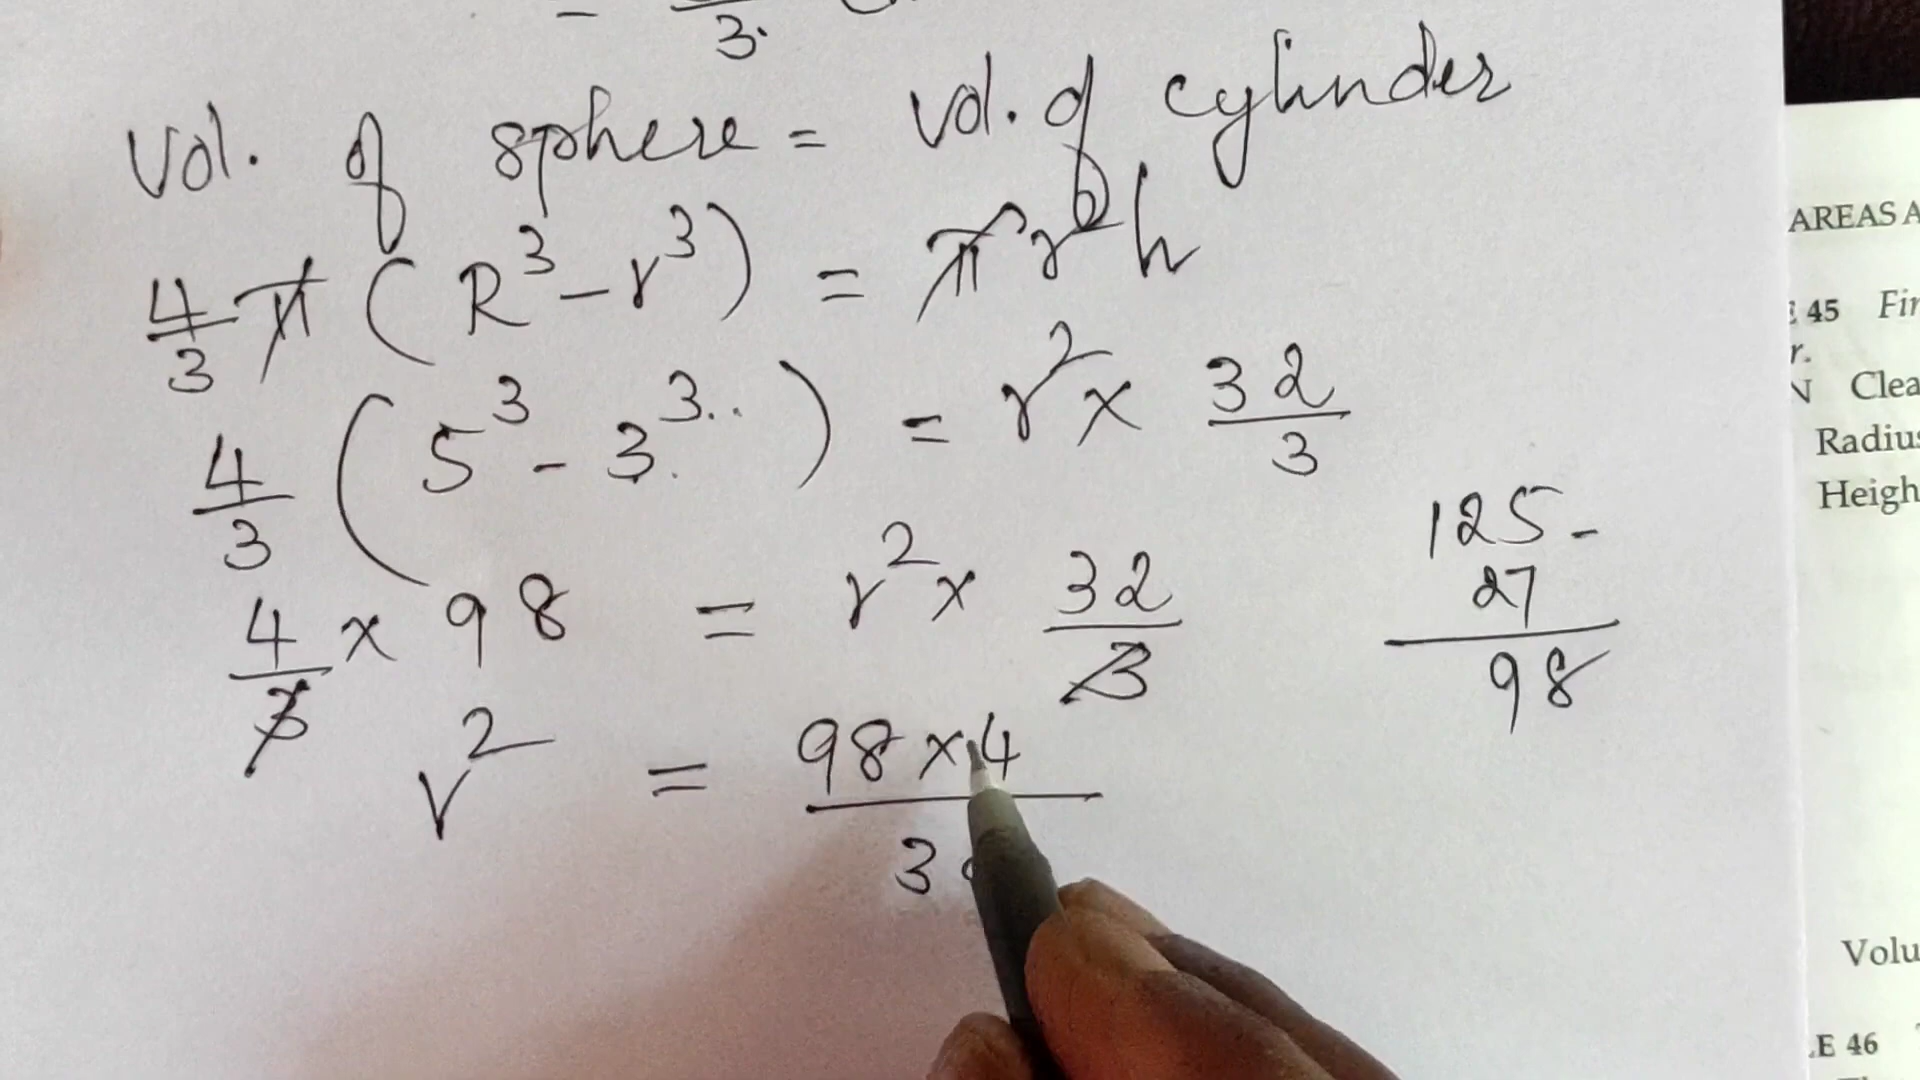 3.
Vol. of sphere = Vol. of cylinder
4/3 π (R³ - r³) = πr²h
4/3 (5³ - 3³) = r² × 32/3
4/3 × 98 = r² × 32/3
125 -
27
98
r² = 98 × 4
3
AREAS A
45 Fir
r.
N Clea
Radius
Heigh
Volu
E 46